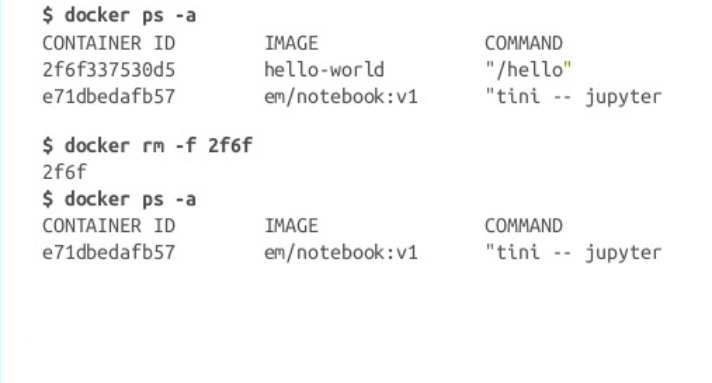 $ docker ps -a
CONTAINER ID IMAGE COMMAND
2f6f337530d5 hello-world "/hello"
e71dbedafb57 em/notebook:v1 "tini -- jupyter
$ docker rm -f 2f6f
2f6f
$ docker ps -a
CONTAINER ID IMAGE COMMAND
e71dbedafb57 em/notebook:v1 "tini -- jupyter